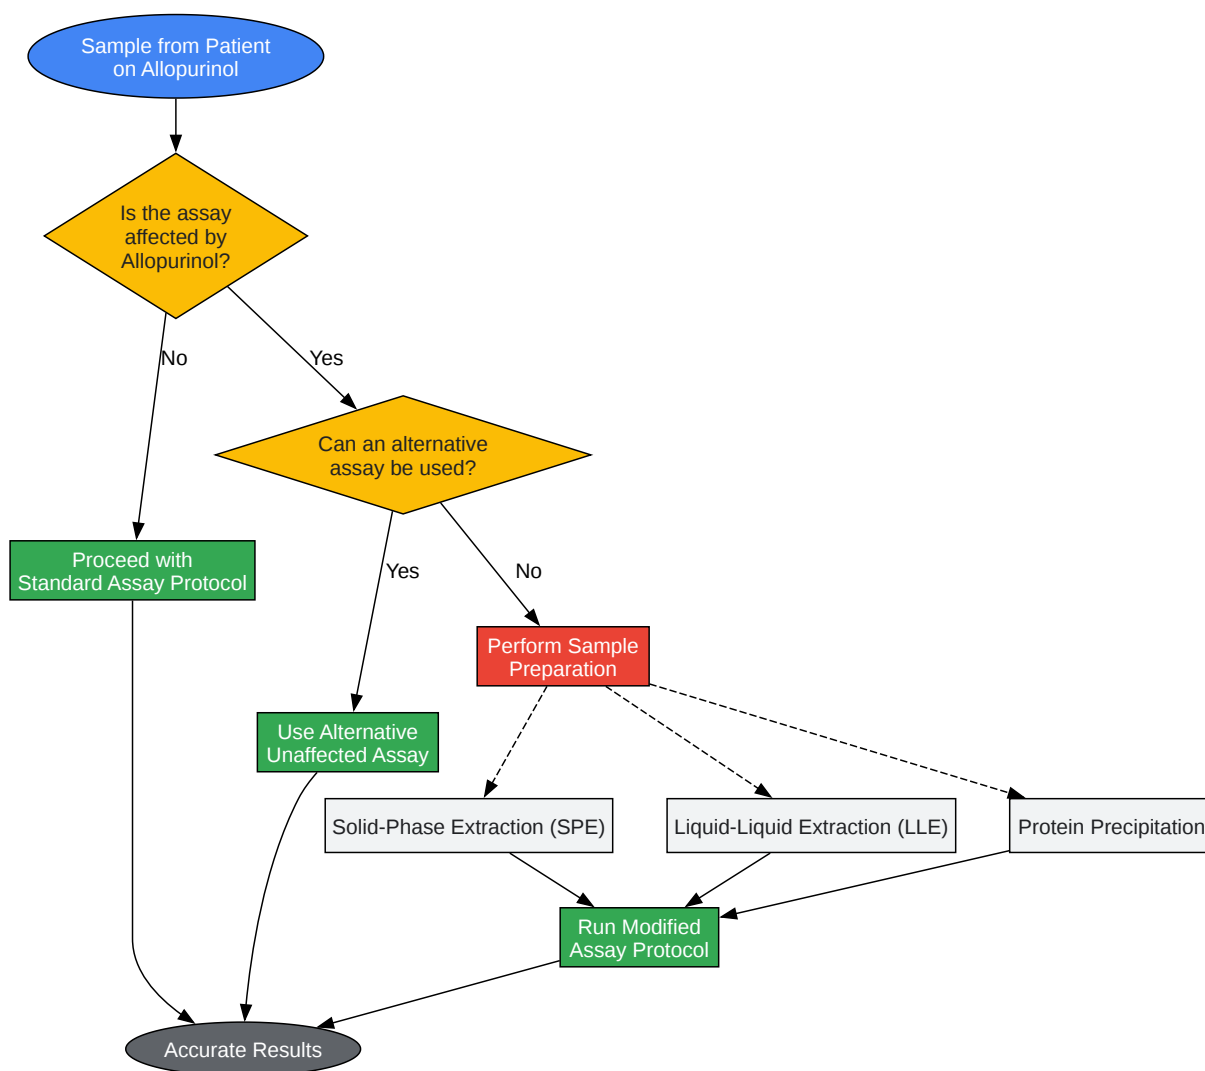 Sample from Patient
on Allopurinol
Is the assay
affected by
Allopurinol?
No
Yes
Can an alternative
assay be used?
Proceed with
Standard Assay Protocol
Yes
No
Perform Sample
Preparation
Use Alternative
Unaffected Assay
Solid-Phase Extraction (SPE)
Liquid-Liquid Extraction (LLE)
Protein Precipitation
Run Modified
Assay Protocol
Accurate Results